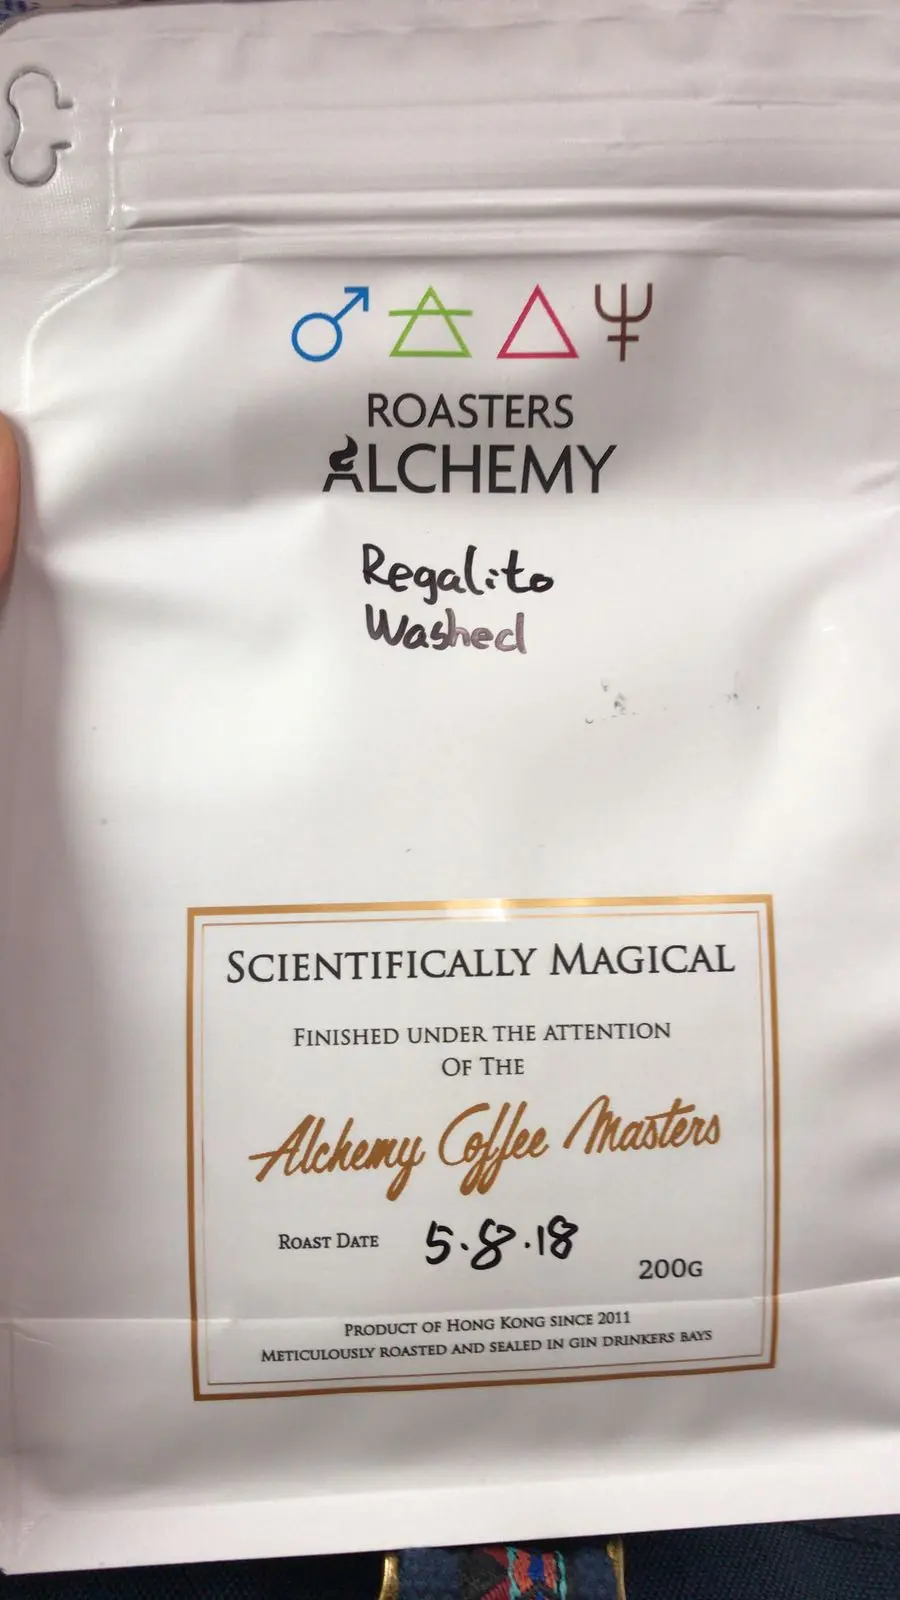 ROASTERS
ALCHEMY
Regalito
Washed
SCIENTIFICALLY MAGICAL
FINISHED UNDER THE ATTENTION
OF THE
Alchemy Coffee Masters
ROAST DATE 5.8.18
200G
PRODUCT OF HONG KONG SINCE 2011
METICULOUSLY ROASTED AND SEALED IN GIN DRINKERS BAYS